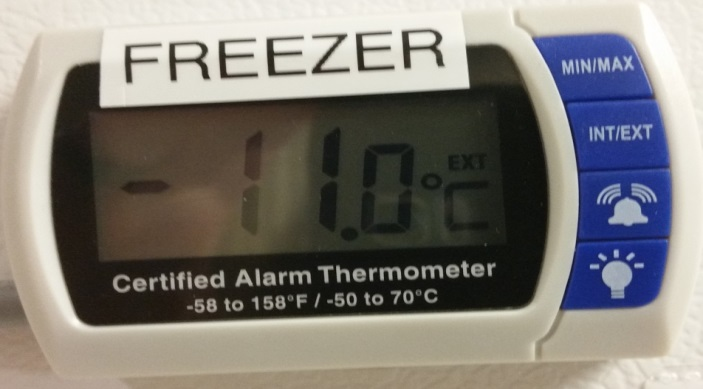 FREEZER
MIN/MAX
INT/EXT
EXT
-11.0°C
Certified Alarm Thermometer
-58 to 158°F / -50 to 70°C